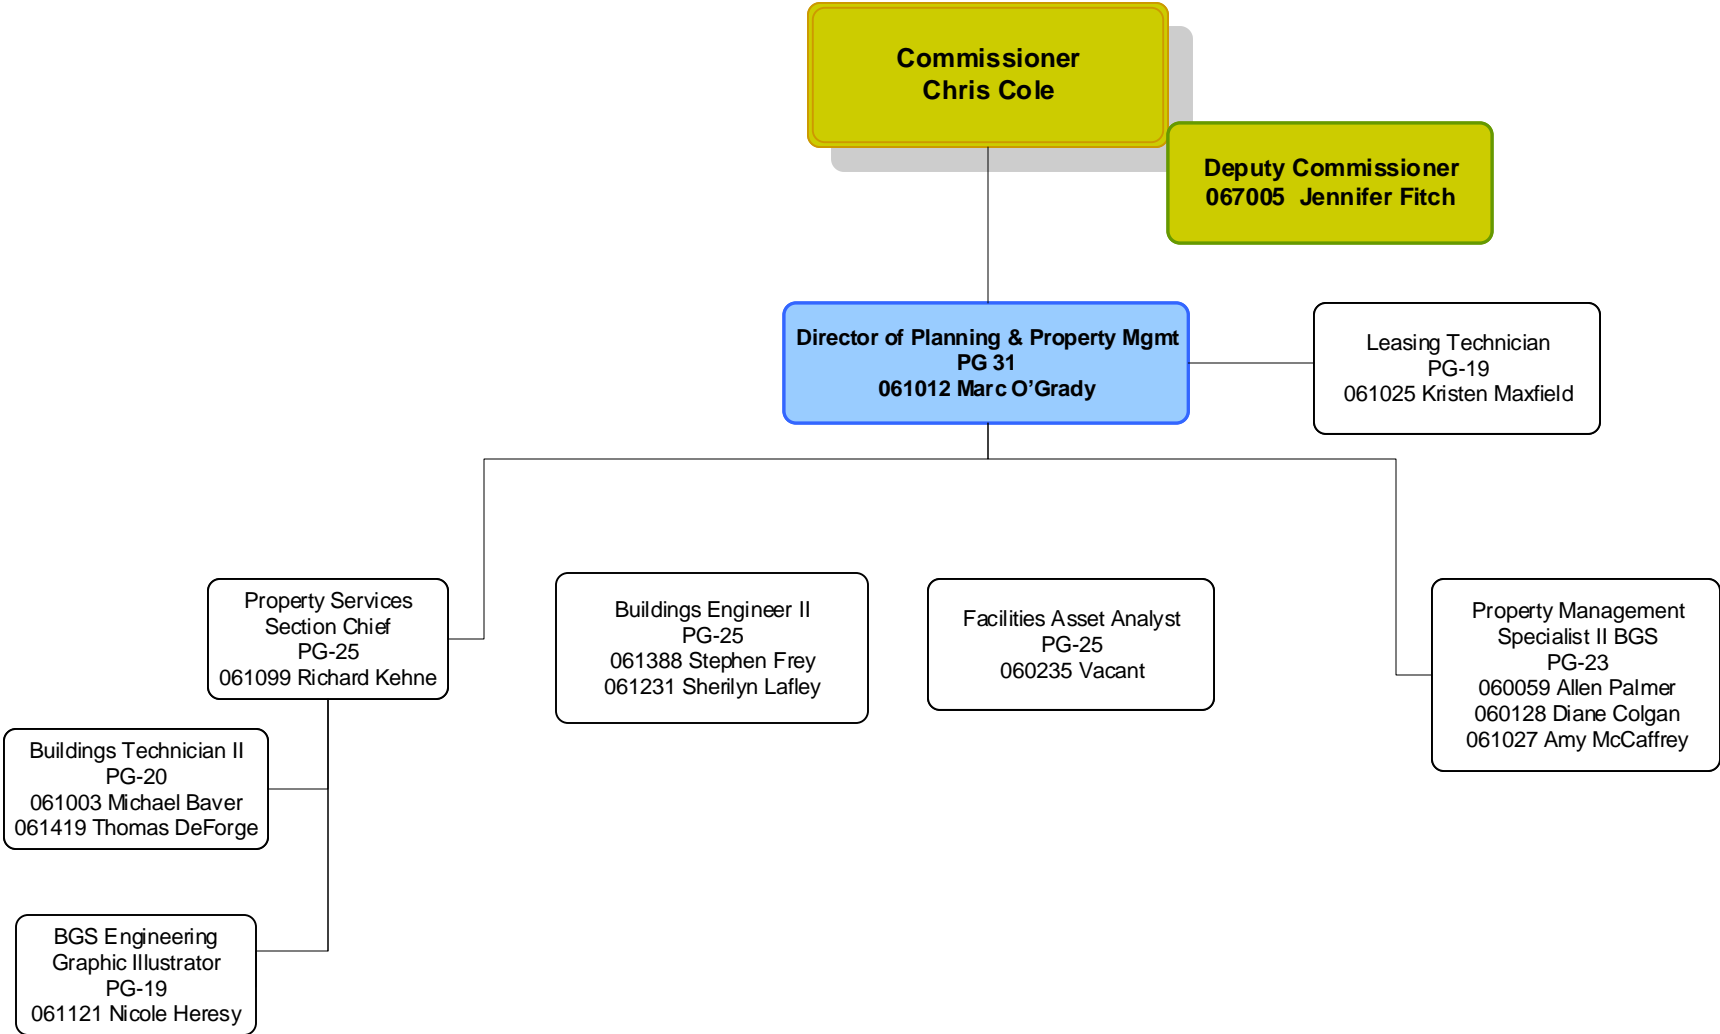 Commissioner
Chris Cole
Deputy Commissioner
067005  Jennifer Fitch
Director of Planning & Property Mgmt
PG 31
061012 Marc O’Grady
Leasing Technician
PG-19
061025 Kristen Maxfield
Property Services
Section Chief
PG-25
061099 Richard Kehne
Buildings Engineer II
PG-25
061388 Stephen Frey
061231 Sherilyn Lafley
Facilities Asset Analyst
PG-25
060235 Vacant
Property Management
Specialist II BGS
PG-23
060059 Allen Palmer
060128 Diane Colgan
061027 Amy McCaffrey
Buildings Technician II
PG-20
061003 Michael Baver
061419 Thomas DeForge
BGS Engineering
Graphic Illustrator
PG-19
061121 Nicole Heresy